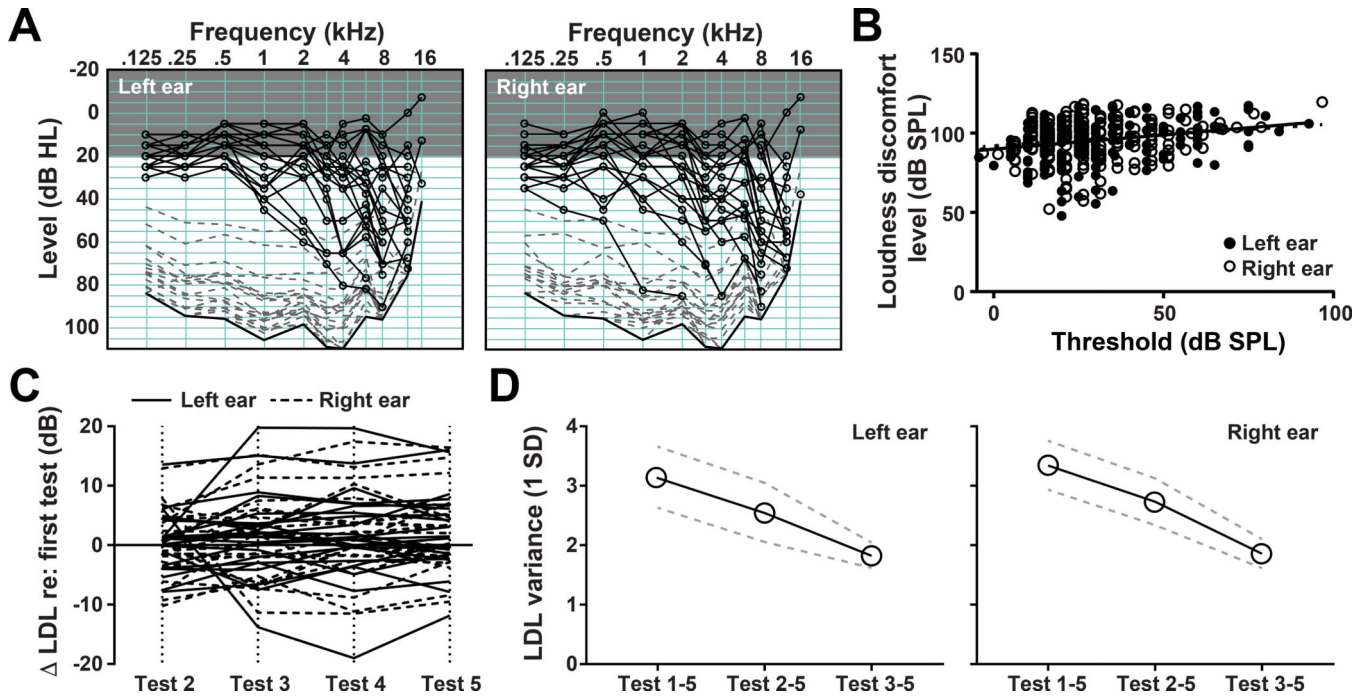 A
Frequency (kHz)
.125 .25 .5 1 2 4 8 16
Left ear
Level (dB HL)
-20
0
20
40
60
80
100
Frequency (kHz)
.125 .25 .5 1 2 4 8 16
Right ear
B
Loudness discomfort
level (dB SPL)
150
100
50
0
Left ear
Right ear
0 50 100
Threshold (dB SPL)
C
Left ear Right ear
Δ LDL re: first test (dB)
20
10
0
-10
-20
Test 2 Test 3 Test 4 Test 5
D
LDL variance (1 SD)
4
3
2
1
0
Left ear
Test 1-5 Test 2-5 Test 3-5
Right ear
Test 1-5 Test 2-5 Test 3-5